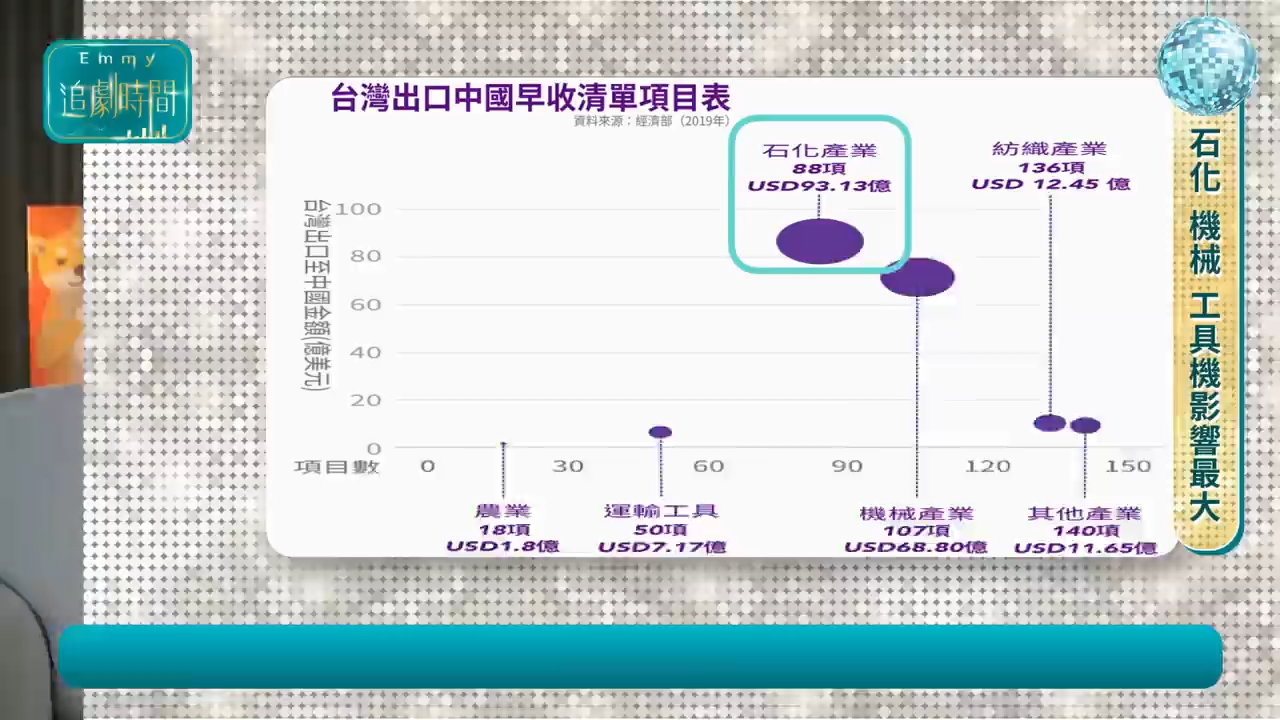 Emmy
追劇時間
台灣出口中國早收清單項目表
資料來源：經濟部（2019年）
石化產業
88項
USD93.13億
紡織產業
136項
USD 12.45 億
台灣出口至中國金額(億美元)
100
80
60
40
20
0
項目數
0
30
60
90
120
150
農業
18項
USD1.8億
運輸工具
50項
USD7.17億
機械產業
107項
USD68.80億
其他產業
140項
USD11.65億
石化 機械 工具機影響最大